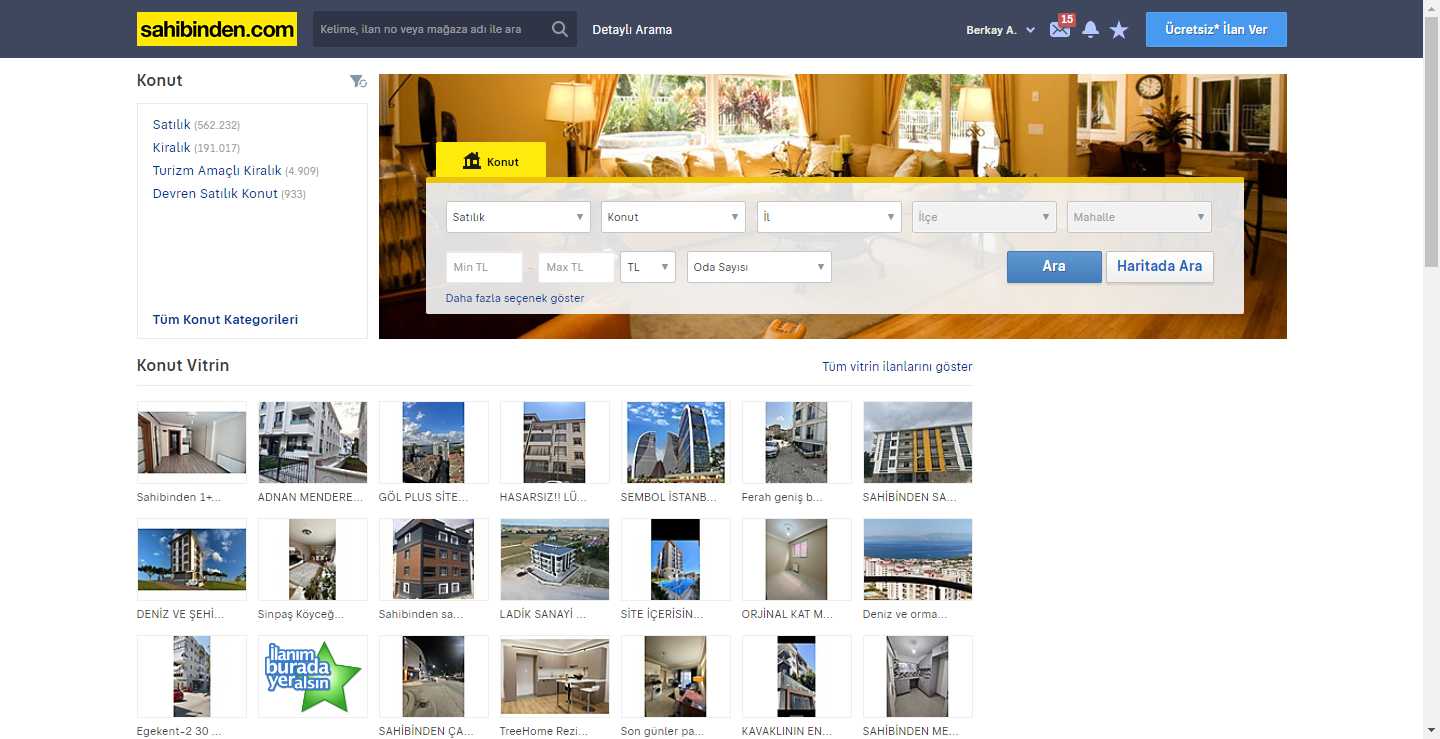 sahibinden.com
Kelime, ilan no veya mağaza adı ile ara
Detaylı Arama
Berkay A.
15
Ücretsiz* İlan Ver
Konut
Satılık (562.232)
Kiralık (191.017)
Turizm Amaçlı Kiralık (4.909)
Devren Satılık Konut (933)
Tüm Konut Kategorileri
Konut
Satılık
Konut
İl
İlçe
Mahalle
Min TL
-
Max TL
TL
Oda Sayısı
Ara
Haritada Ara
Daha fazla seçenek göster
Konut Vitrin
Tüm vitrin ilanlarını göster
Sahibinden 1+...
ADNAN MENDERE...
GÖL PLUS SİTE...
HASARSIZ!! LÜ...
SEMBOL İSTANB...
Ferah geniş b...
SAHİBİNDEN SA...
DENİZ VE ŞEHİ...
Sinpaş Köyceğ...
Sahibinden sa...
LADİK SANAYİ ...
SİTE İÇERİSİN...
ORJİNAL KAT M...
Deniz ve orma...
ilanım
burada
yer alsın
Egekent-2 30 ...
SAHİBİNDEN ÇA...
TreeHome Rezi...
Son günler pa...
KAVAKLININ EN...
SAHİBİNDEN ME...